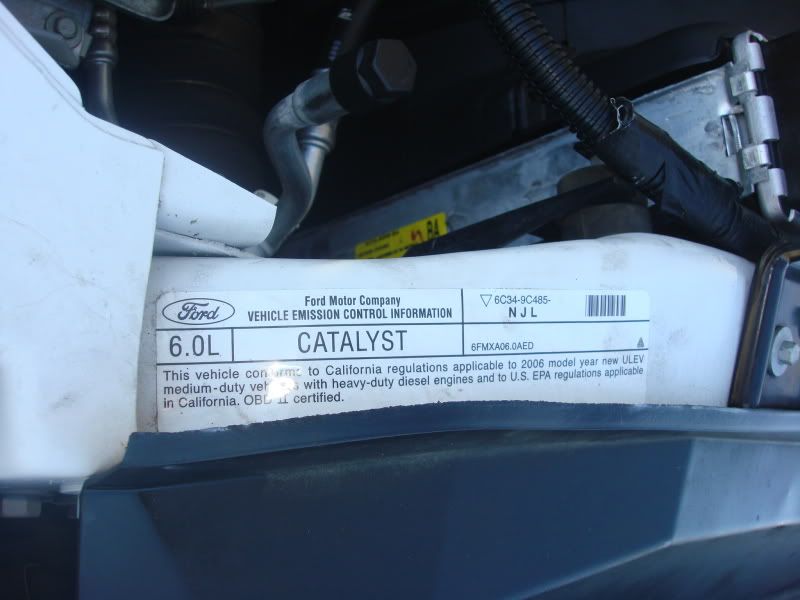 Ford
Ford Motor Company
VEHICLE EMISSION CONTROL INFORMATION
6C34-9C485-
NJL
6.0L
CATALYST
6FMXA06.0AED
This vehicle conforms to California regulations applicable to 2006 model year new ULEV
medium-duty vehicles with heavy-duty diesel engines and to U.S. EPA regulations applicable
in California. OBD II certified.
BA